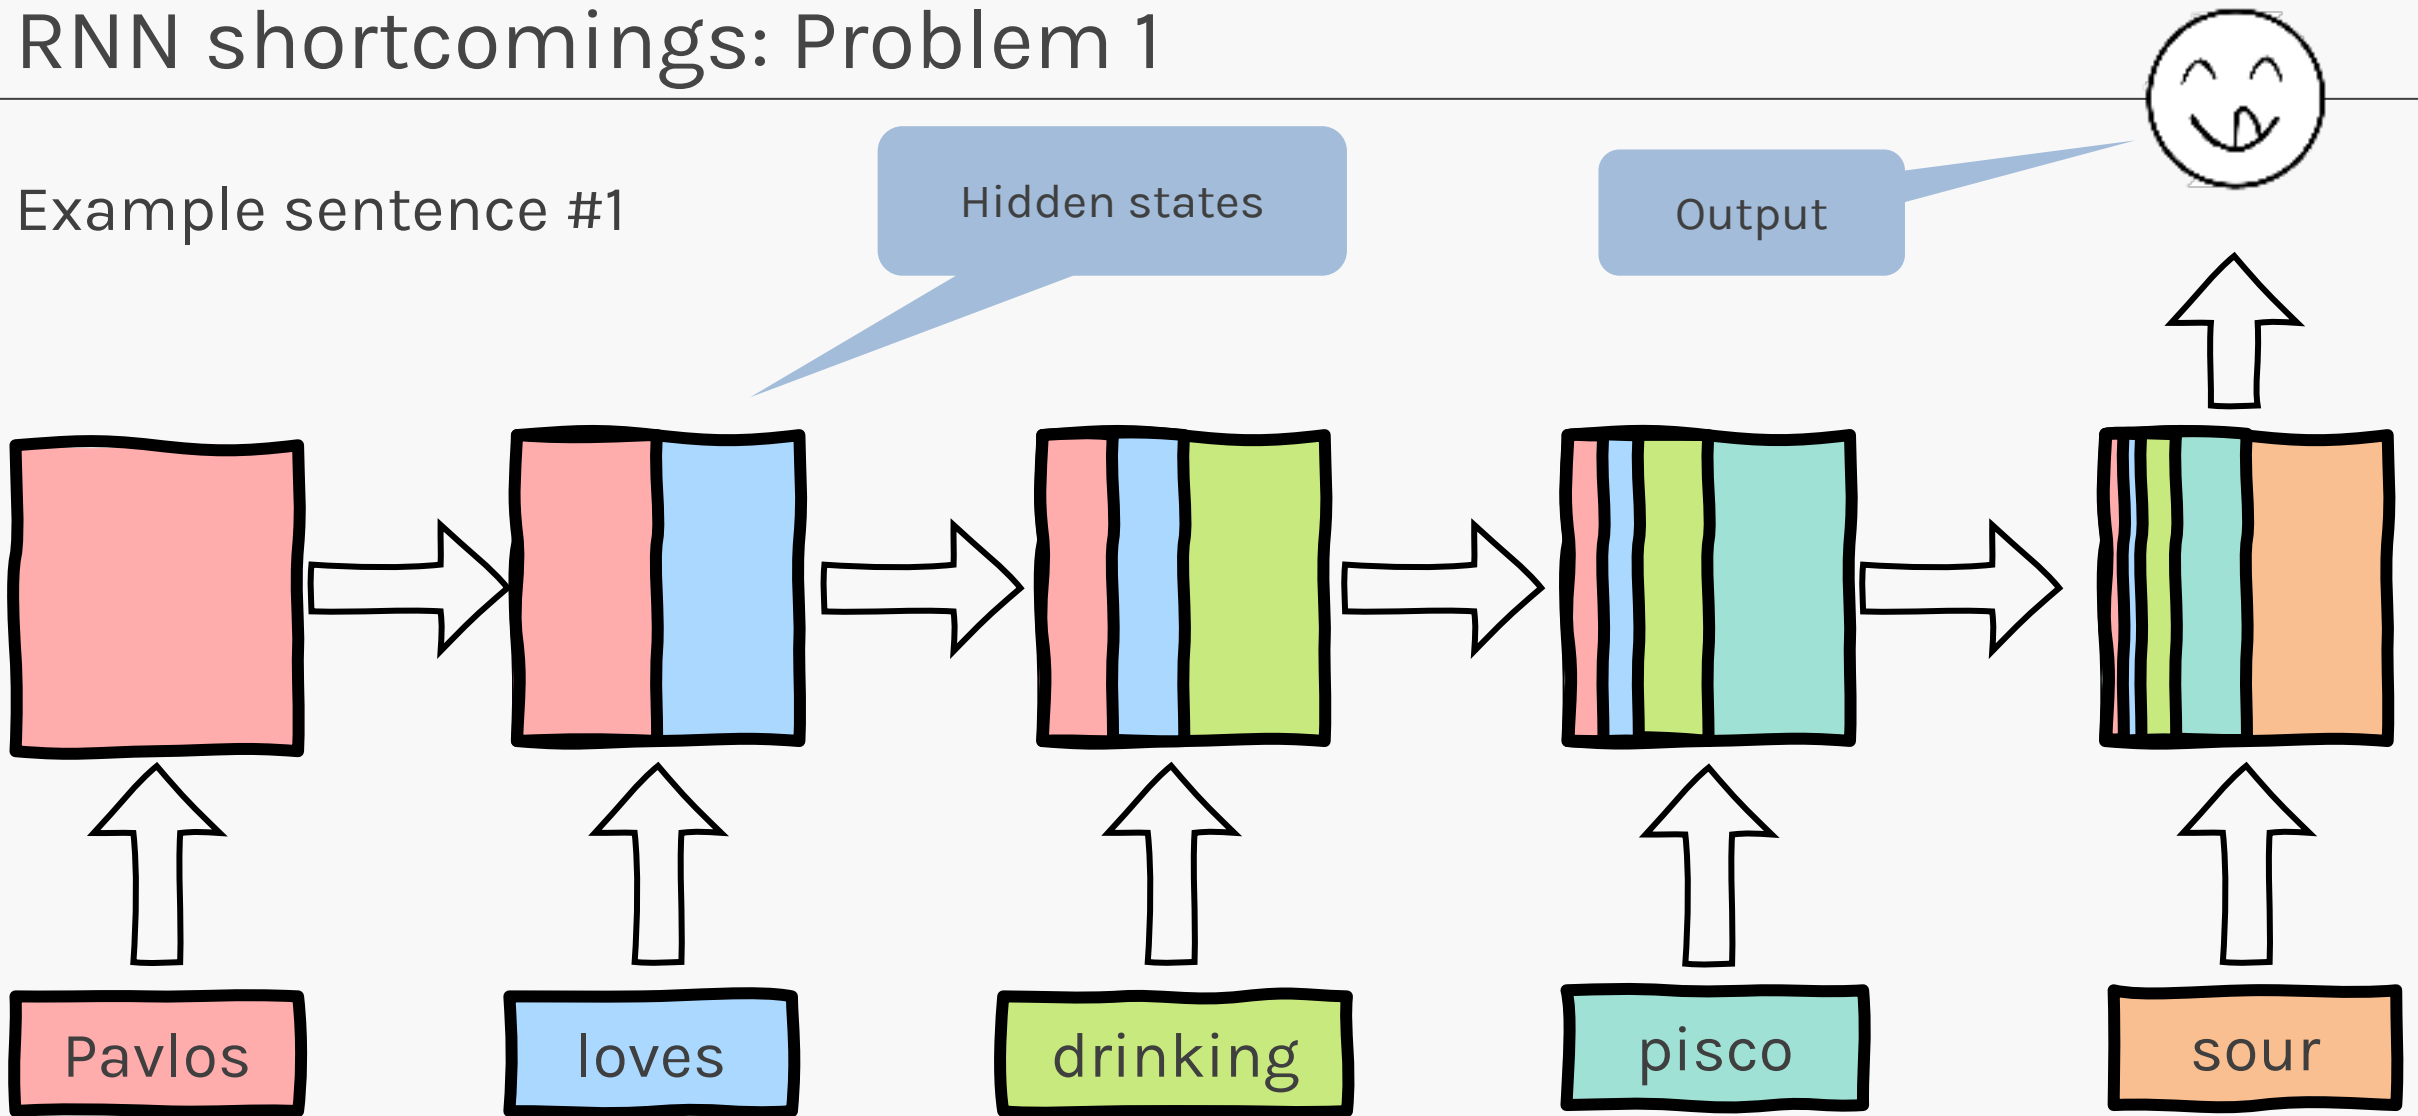 RNN shortcomings: Problem 1
Example sentence #1
Hidden states
Output
Pavlos
loves
drinking
pisco
sour